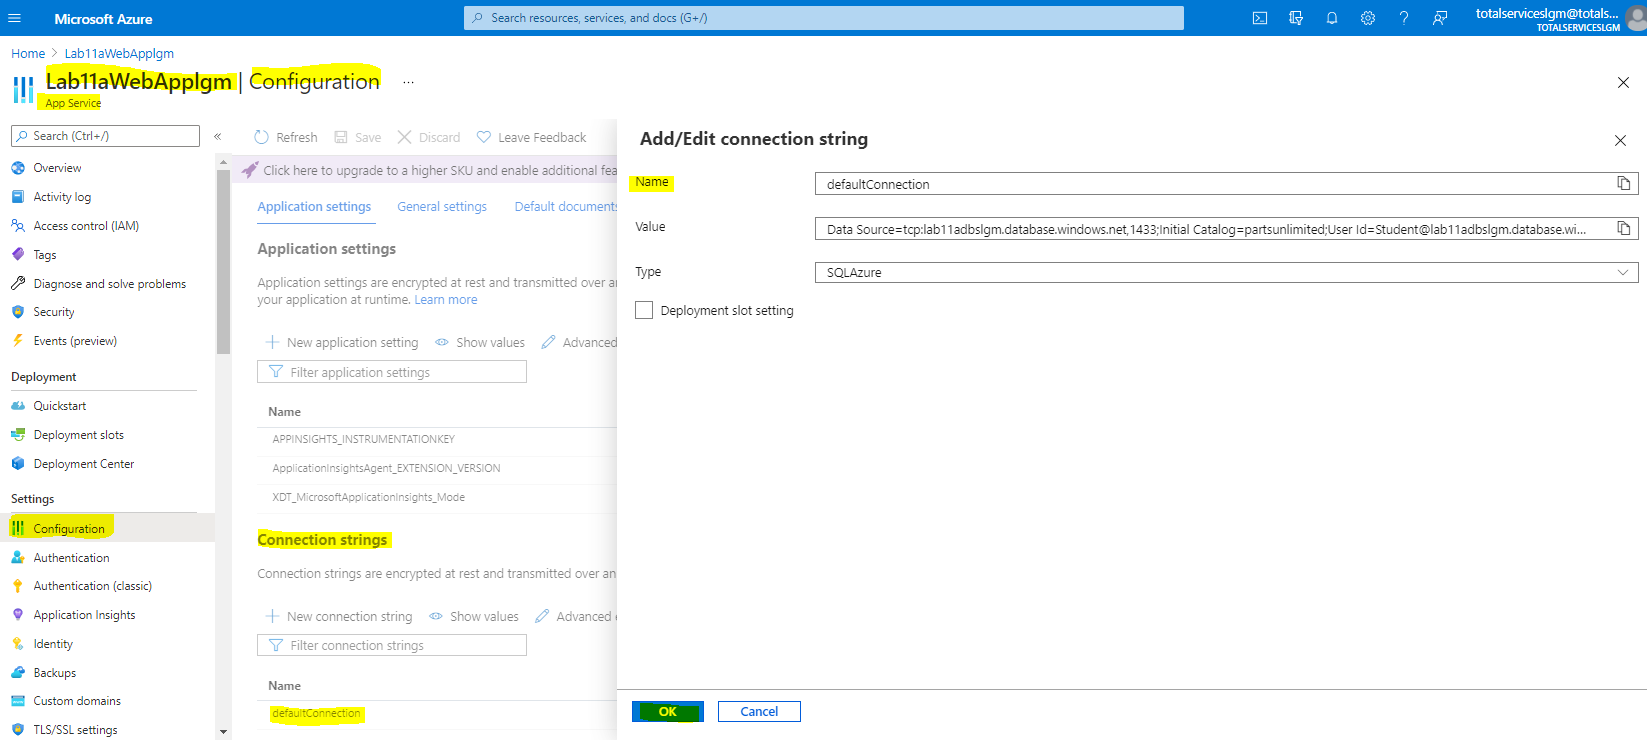 Microsoft Azure
Search resources, services, and docs (G+/)
totalserviceslgm@totals...
TOTALSERVICESLGM
Home > Lab11aWebApplgm
Lab11aWebApplgm | Configuration ...
App Service
Search (Ctrl+/)
«
Overview
Activity log
Access control (IAM)
Tags
Diagnose and solve problems
Security
Events (preview)
Deployment
Quickstart
Deployment slots
Deployment Center
Settings
Configuration
Authentication
Authentication (classic)
Application Insights
Identity
Backups
Custom domains
TLS/SSL settings
Refresh Save Discard Leave Feedback
Click here to upgrade to a higher SKU and enable additional fea
Application settings General settings Default documents
Application settings
Application settings are encrypted at rest and transmitted over an
your application at runtime. Learn more
New application setting Show values Advanced
Filter application settings
Name
APPINSIGHTS_INSTRUMENTATIONKEY
ApplicationInsightsAgent_EXTENSION_VERSION
XDT_MicrosoftApplicationInsights_Mode
Connection strings
Connection strings are encrypted at rest and transmitted over an
New connection string Show values Advanced e
Filter connection strings
Name
defaultConnection
Add/Edit connection string
Name
defaultConnection
Value
Data Source=tcp:lab11adbslgm.database.windows.net,1433;Initial Catalog=partsunlimited;User Id=Student@lab11adbslgm.database.wi...
Type
SQLAzure
Deployment slot setting
OK Cancel